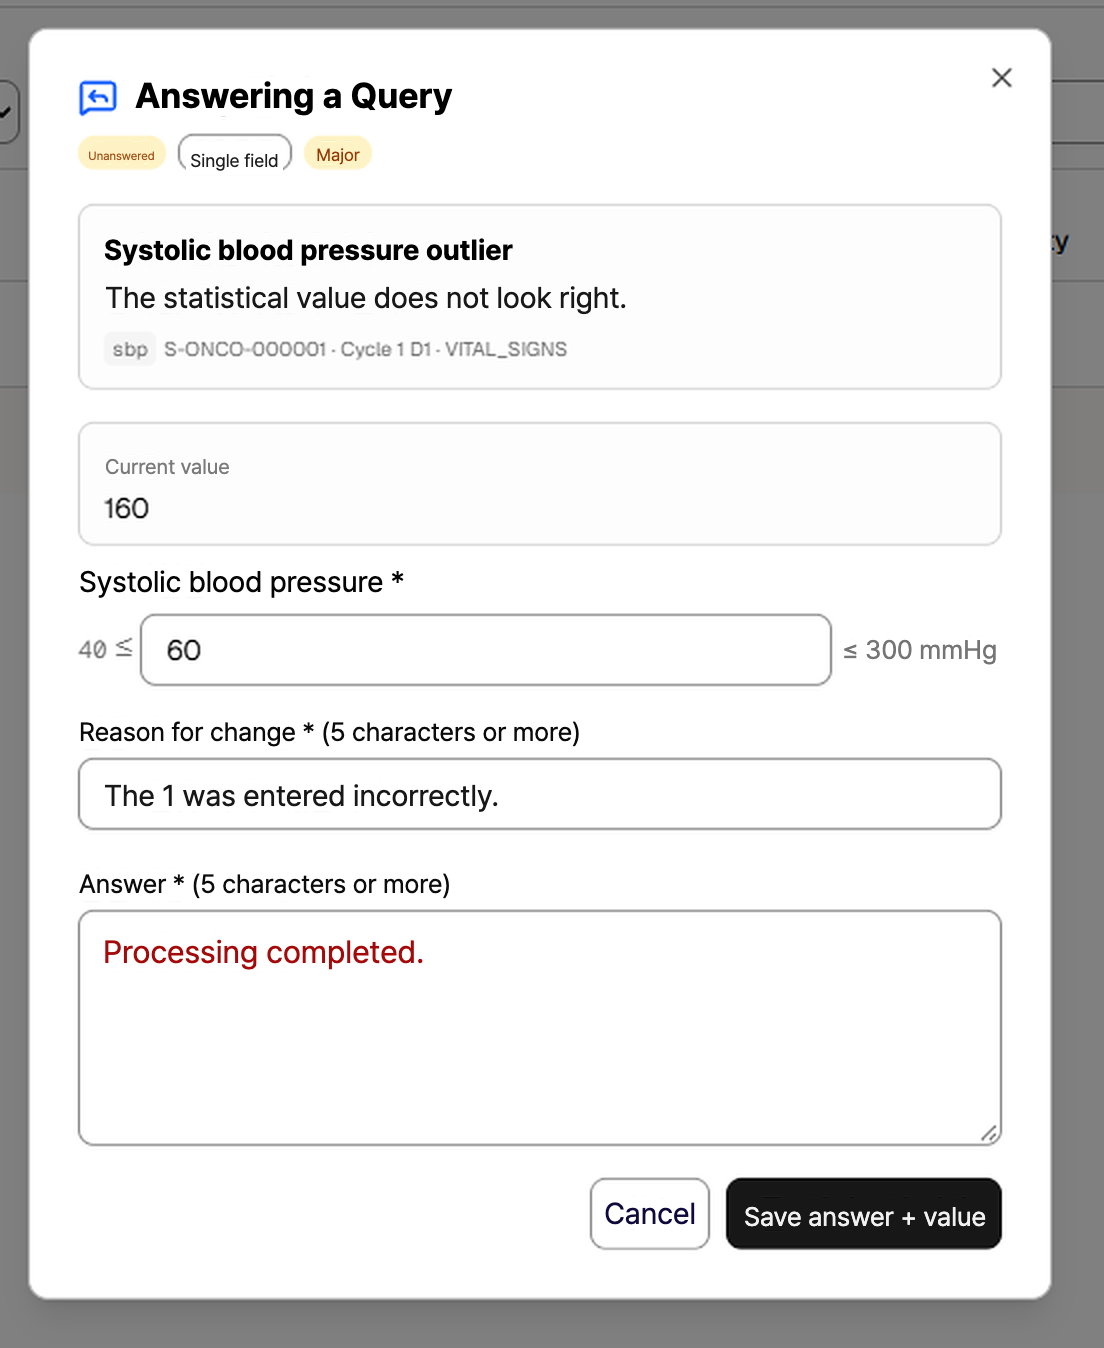 Answering a Query
Unanswered Single field Major
Systolic blood pressure outlier
The statistical value does not look right.
sbp S-ONCO-000001 · Cycle 1 D1 · VITAL_SIGNS
Current value
160
Systolic blood pressure *
40 ≤ 60 ≤ 300 mmHg
Reason for change * (5 characters or more)
The 1 was entered incorrectly.
Answer * (5 characters or more)
Processing completed.
Cancel Save answer + value